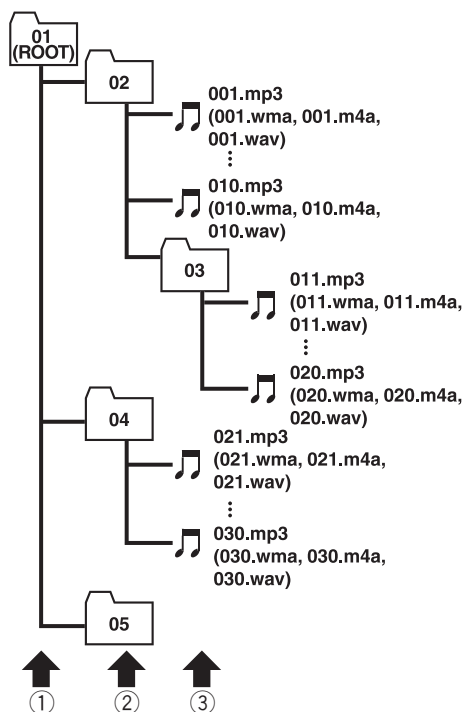 01
(ROOT)
02
001.mp3
(001.wma, 001.m4a,
001.wav)
010.mp3
(010.wma, 010.m4a,
010.wav)
03
011.mp3
(011.wma, 011.m4a,
011.wav)
020.mp3
(020.wma, 020.m4a,
020.wav)
04
021.mp3
(021.wma, 021.m4a,
021.wav)
030.mp3
(030.wma, 030.m4a,
030.wav)
05
① ② ③